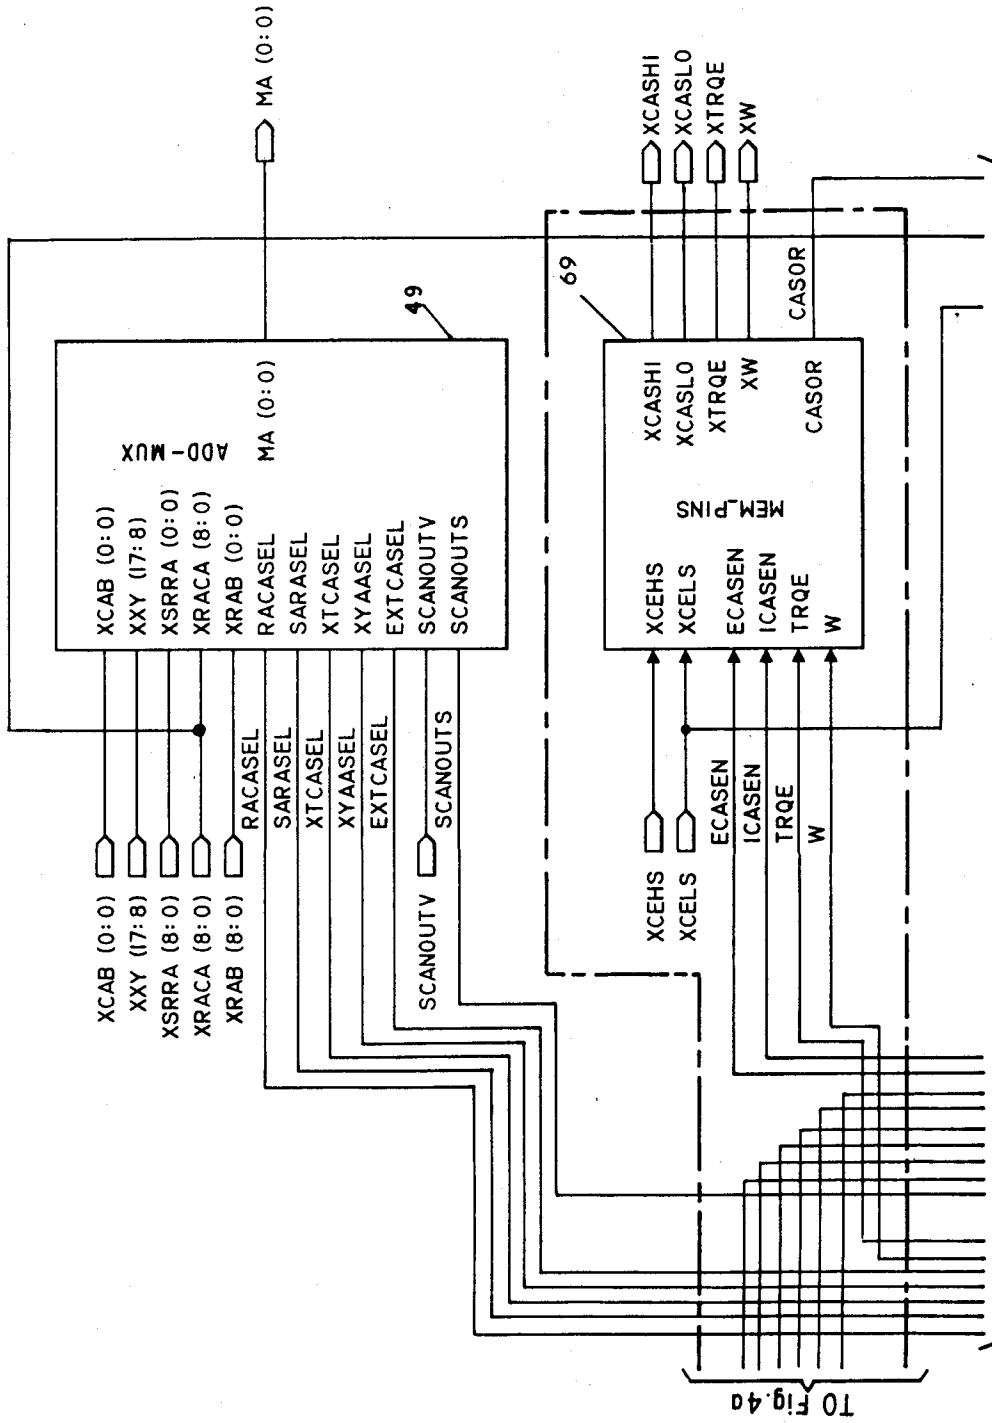 MA (0:0)
49
ADD-MUX
XCAB (0:0)
XXY (17:8)
XSRRA (0:0)
XRACA (8:0)
XRAB (0:0)
RACASEL
SARASEL
XTCASEL
XYAASEL
EXTCASEL
SCANOUTV
SCANOUTS
MA (0:0)
XCAB (0:0)
XXY (17:8)
XSRRA (8:0)
XRACA (8:0)
XRAB (8:0)
RACASEL
SARASEL
XTCASEL
XYAASEL
EXTCASEL
SCANOUTV
SCANOUTS
69
MEM_PINS
XCEHS
XCELS
ECASEN
ICASEN
TRQE
W
XCASHI
XCASLO
XTRQE
XW
CASOR
XCASHI
XCASLO
XTRQE
XW
CASOR
XCEHS
XCELS
ECASEN
ICASEN
TRQE
W
TO Fig.4a